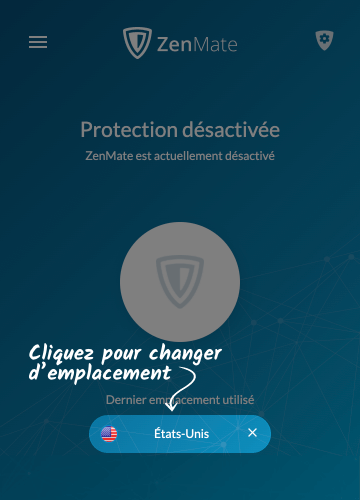 ZenMate
Protection désactivée
ZenMate est actuellement désactivé
Cliquez pour changer
d'emplacement
Dernier emplacement utilisé
États-Unis